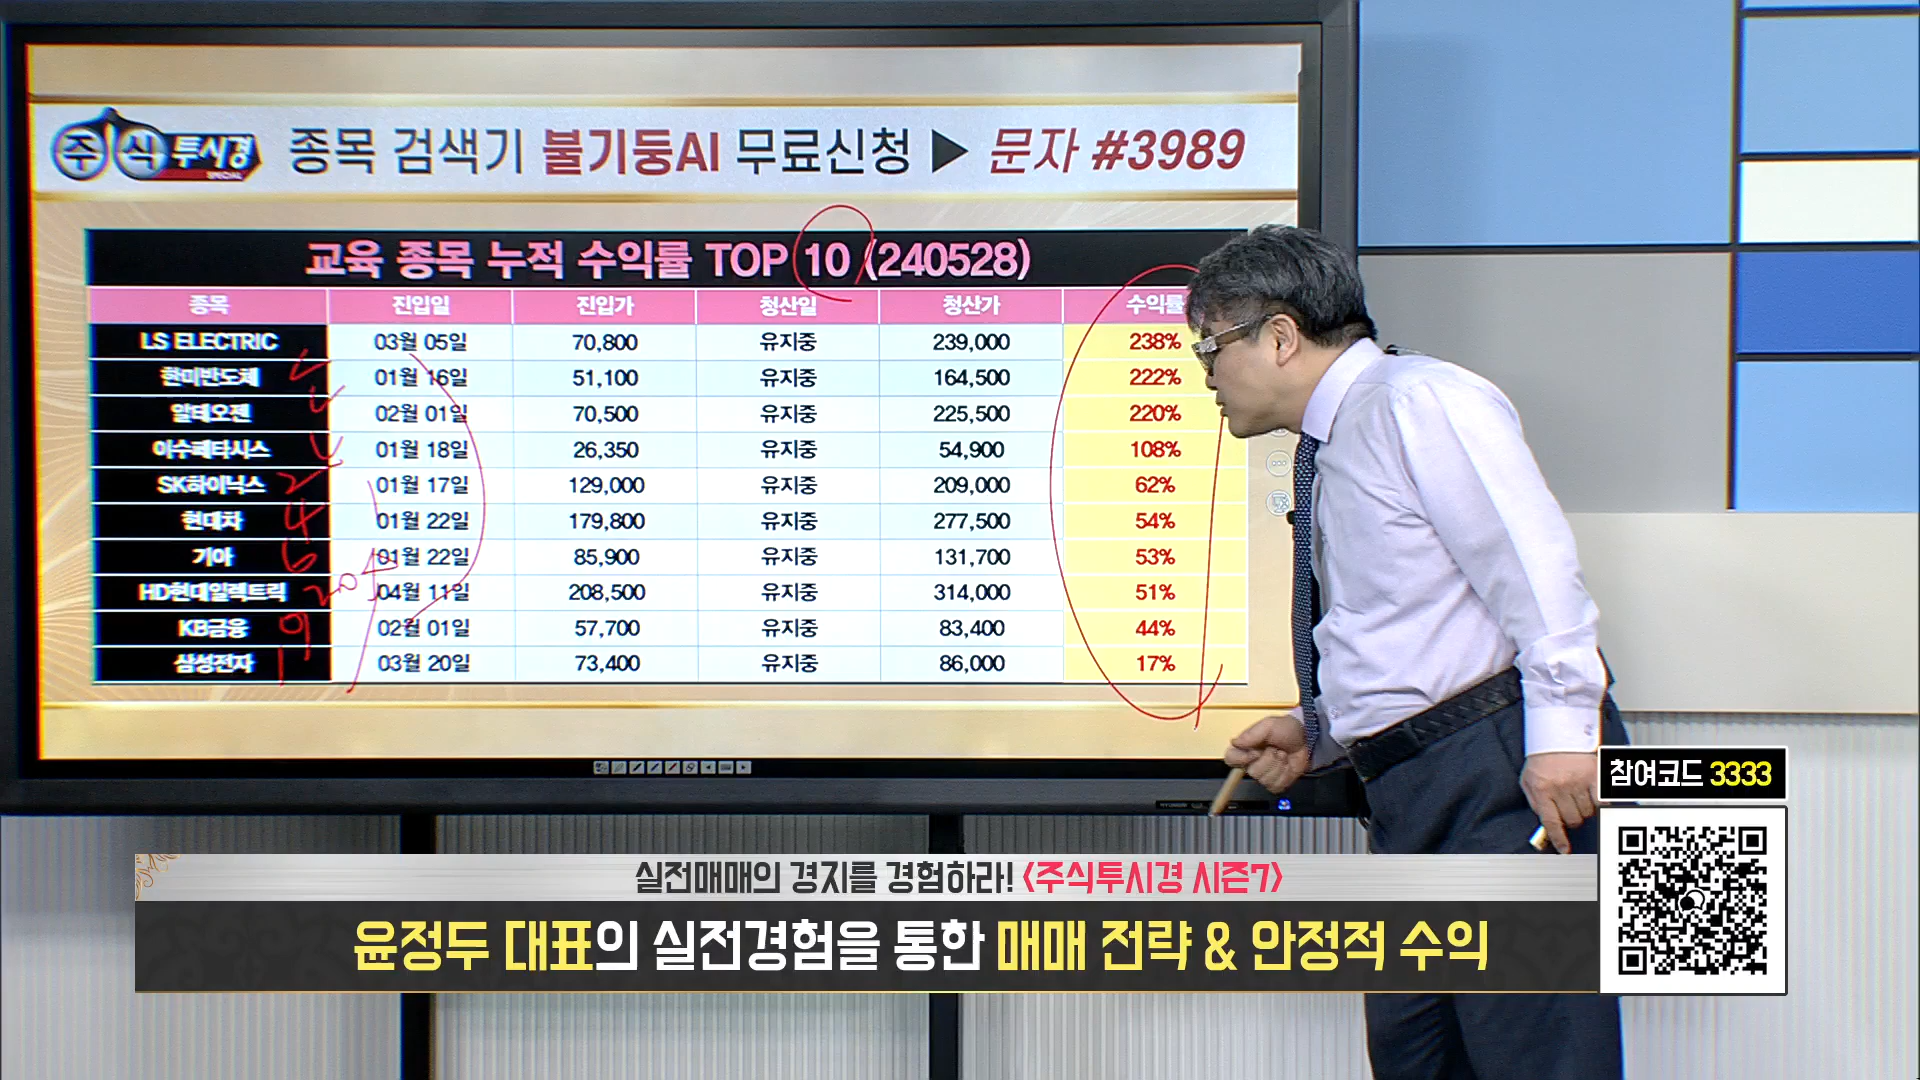 주식투시경 SPECIAL 종목 검색기 불기둥AI 무료신청 ▶ 문자 #3989
교육 종목 누적 수익률 TOP 10 (240528)
종목 진입일 진입가 청산일 청산가 수익률
LS ELECTRIC 03월 05일 70,800 유지중 239,000 238%
한미반도체 01월 16일 51,100 유지중 164,500 222%
알테오젠 02월 01일 70,500 유지중 225,500 220%
이수페타시스 01월 18일 26,350 유지중 54,900 108%
SK하이닉스 2 01월 17일 129,000 유지중 209,000 62%
현대차 4 01월 22일 179,800 유지중 277,500 54%
기아 6 01월 22일 85,900 유지중 131,700 53%
HD현대일렉트릭 20 04월 11일 208,500 유지중 314,000 51%
KB금융 9 02월 01일 57,700 유지중 83,400 44%
삼성전자 1 03월 20일 73,400 유지중 86,000 17%
참여코드 3333
실전매매의 경지를 경험하라! <주식투시경 시즌7>
윤정두 대표의 실전경험을 통한 매매 전략 & 안정적 수익